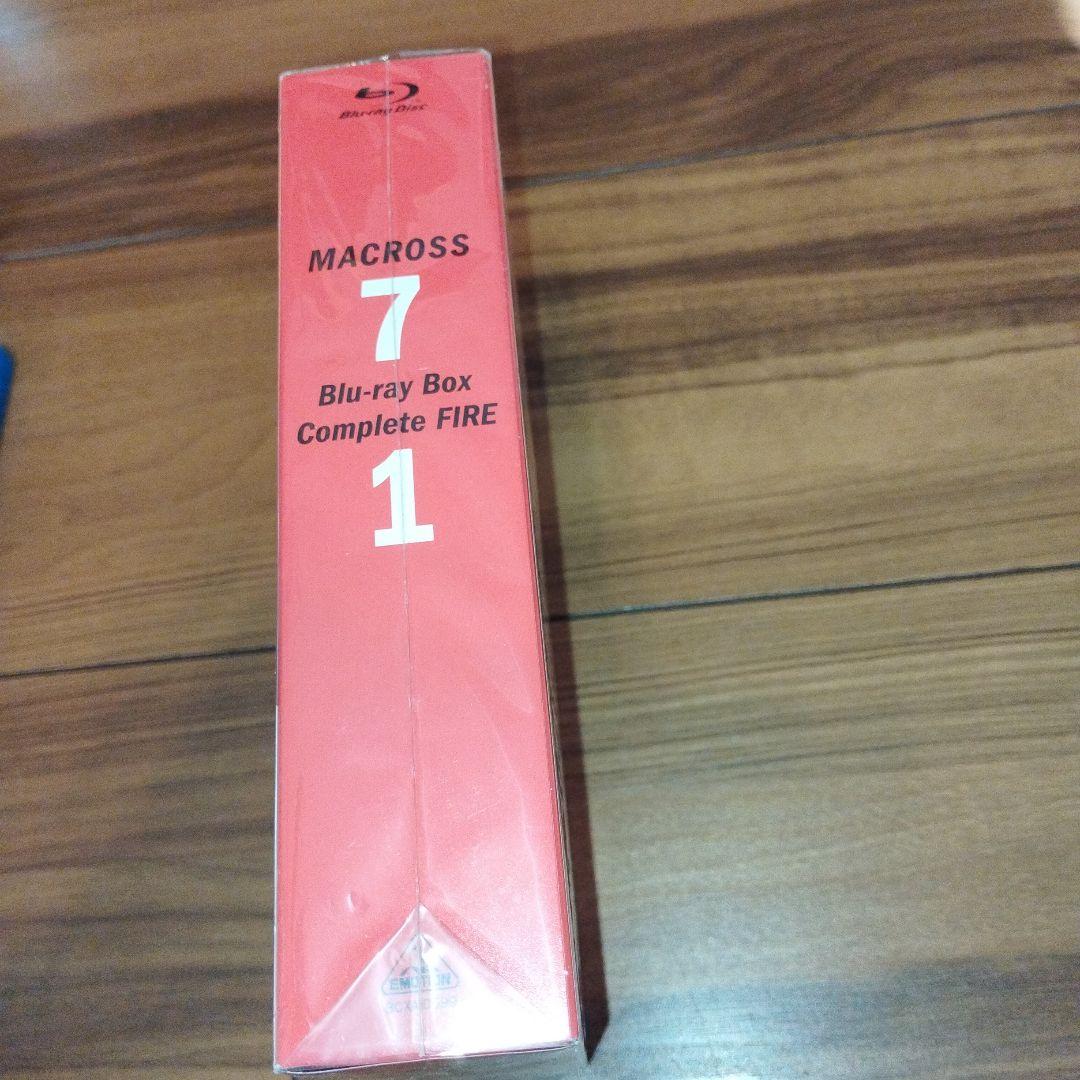 Blu-ray Disc
MACROSS
7
Blu-ray Box
Complete FIRE
1
EMOTION